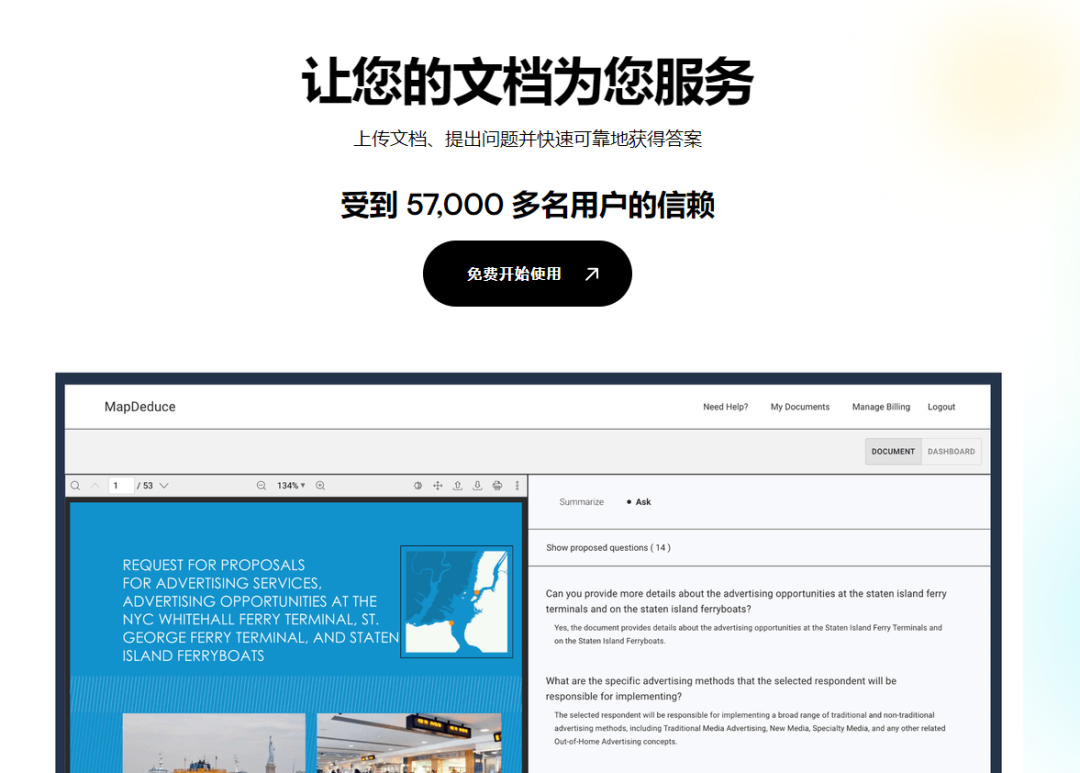 让您的文档为您服务
上传文档、提出问题并快速可靠地获得答案
受到 57,000 多名用户的信赖
免费开始使用
MapDeduce
Need Help? My Documents Manage Billing Logout
DOCUMENT DASHBOARD
1 / 53 134%
Summarize Ask
Show proposed questions ( 14 )
REQUEST FOR PROPOSALS
FOR ADVERTISING SERVICES,
ADVERTISING OPPORTUNITIES AT THE
NYC WHITEHALL FERRY TERMINAL, ST.
GEORGE FERRY TERMINAL, AND STATEN
ISLAND FERRYBOATS
Can you provide more details about the advertising opportunities at the staten island ferry
terminals and on the staten island ferryboats?
Yes, the document provides details about the advertising opportunities at the Staten Island Ferry Terminals and
on the Staten Island Ferryboats.
What are the specific advertising methods that the selected respondent will be
responsible for implementing?
The selected respondent will be responsible for implementing a broad range of traditional and non-traditional
advertising methods, including Traditional Media Advertising, New Media, Specialty Media, and any other related
Out-of-Home Advertising concepts.